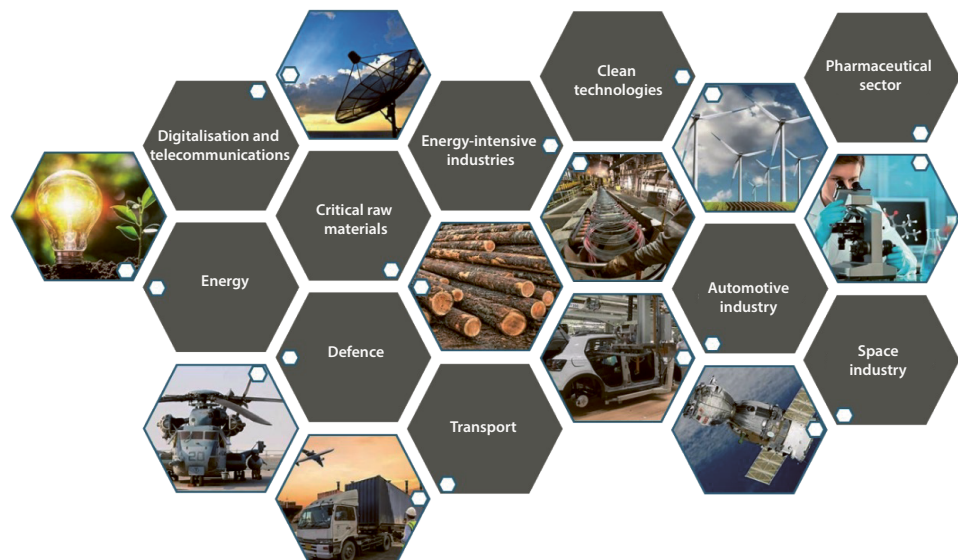 Clean
technologies
Pharmaceutical
sector
Digitalisation and
telecommunications
Energy-intensive
industries
Critical raw
materials
Energy
Automotive
industry
Defence
Space
industry
Transport
20